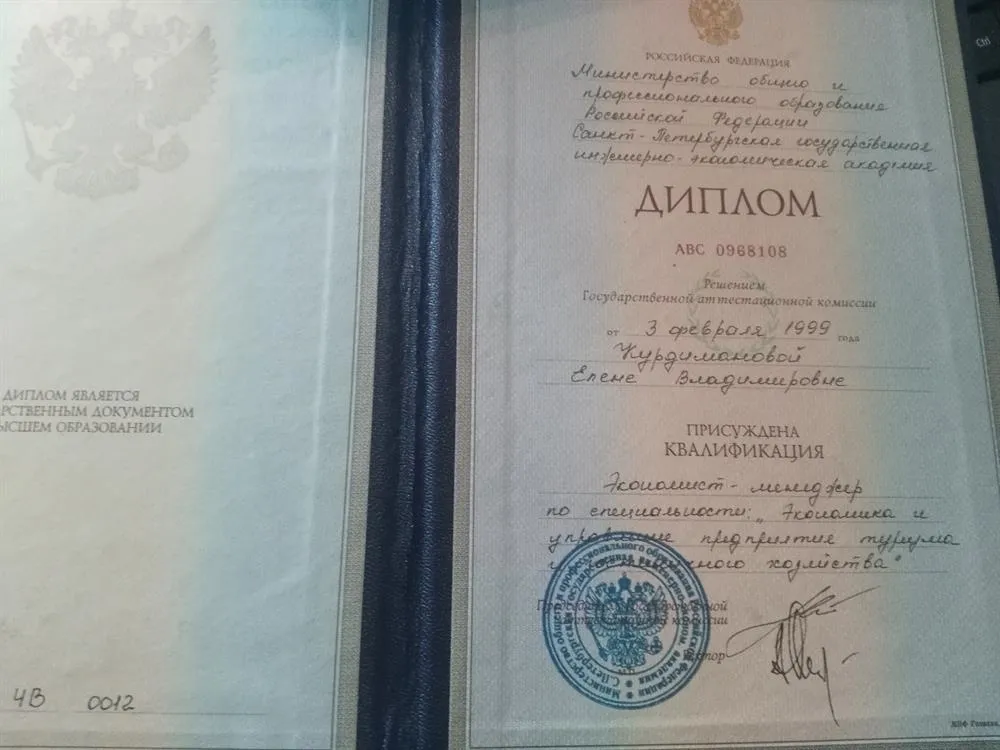 ДИПЛОМ ЯВЛЯЕТСЯ
РСТВЕННЫМ ДОКУМЕНТОМ
ЫСШЕМ ОБРАЗОВАНИИ
ЧВ 0012
РОССИЙСКАЯ ФЕДЕРАЦИЯ
Министерство общего и
профессионального образования
Российской Федерации
Санкт-Петербургская государственная
инженерно-экономическая академия
ДИПЛОМ
АВС 0968108
Решением
Государственной аттестационной комиссии
от 3 февраля 1999 года
Курдимановой
Елене Владимировне
ПРИСУЖДЕНА
КВАЛИФИКАЦИЯ
Экономист-менеджер
по специальности: "Экономика и
управление предприятие туризма
хозяйства"
Ctrl